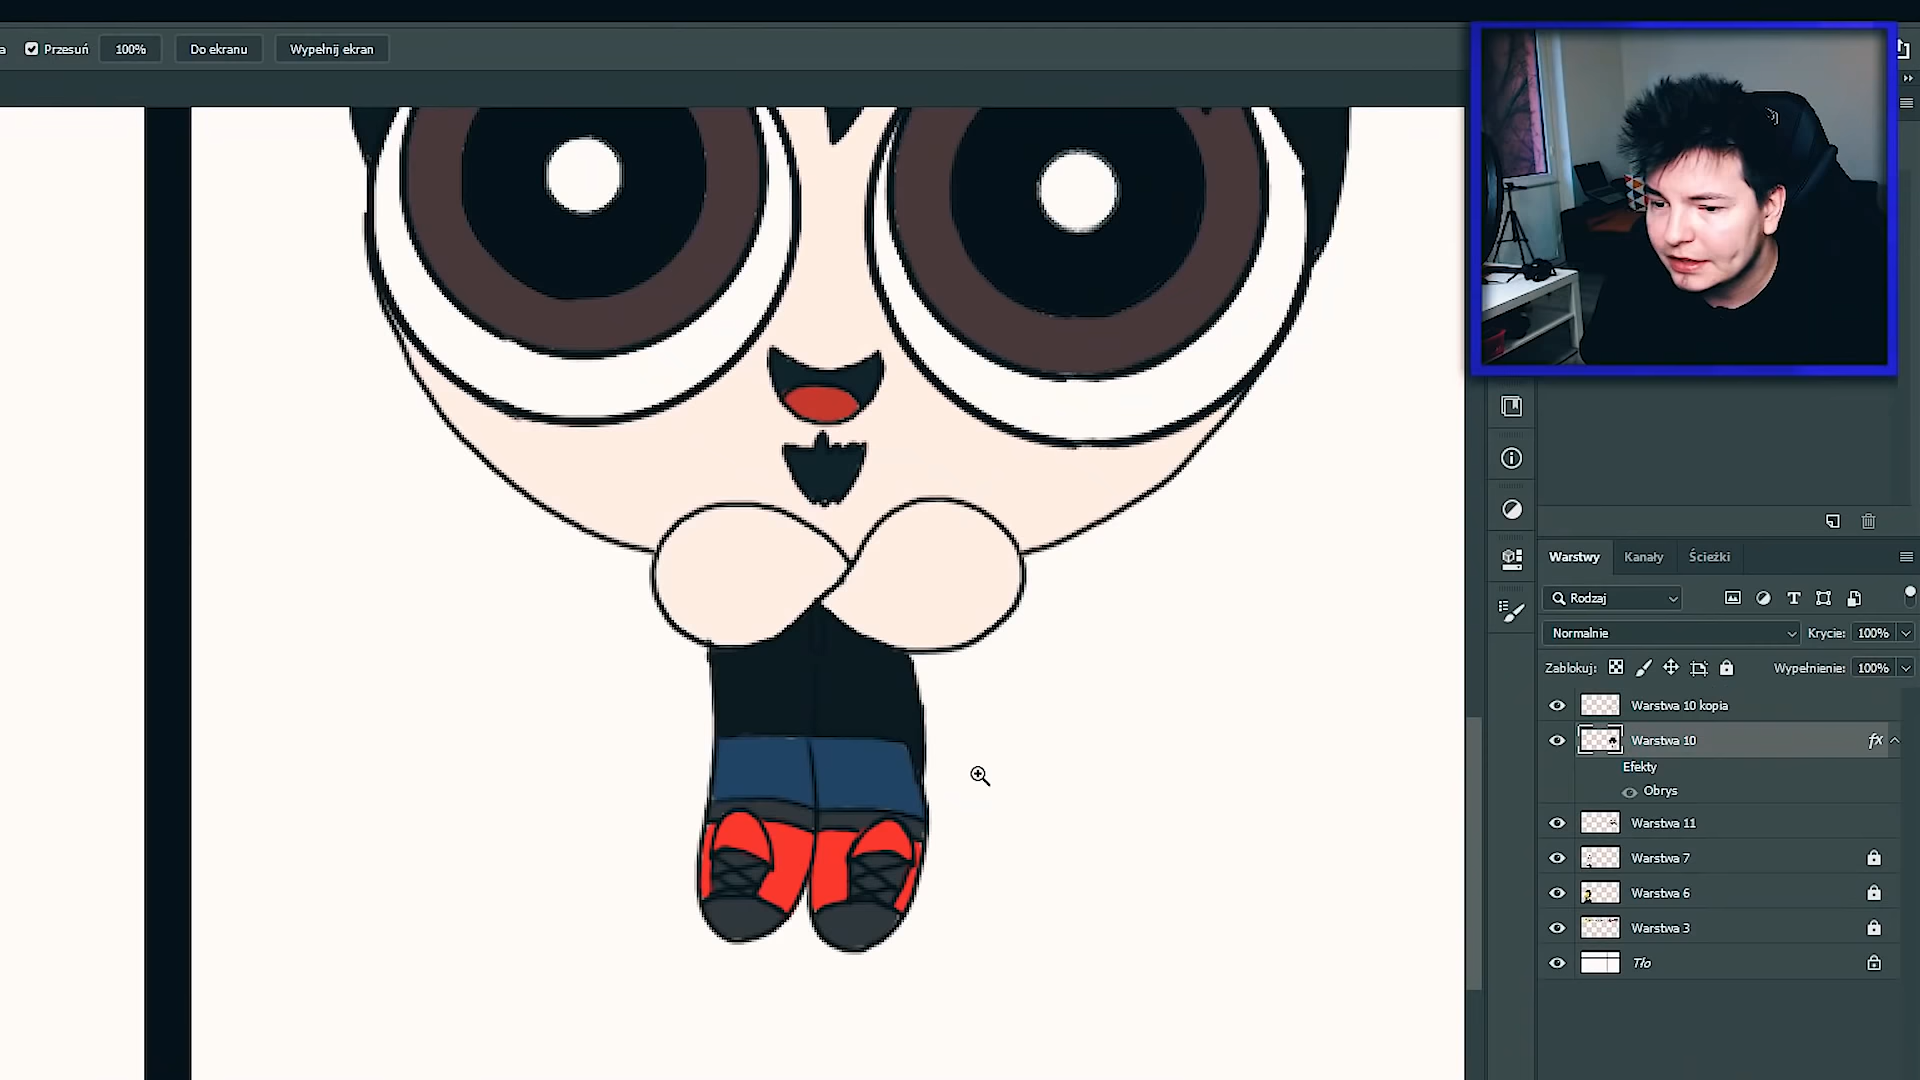 a
Przesuń
100%
Do ekranu
Wypełnij ekran
Warstwy
Kanały
Ścieżki
Rodzaj
Normalnie
Krycie: 100%
Zablokuj:
Wypełnienie: 100%
Warstwa 10 kopia
Warstwa 10
fx
Efekty
Obrys
Warstwa 11
Warstwa 7
Warstwa 6
Warstwa 3
Tło